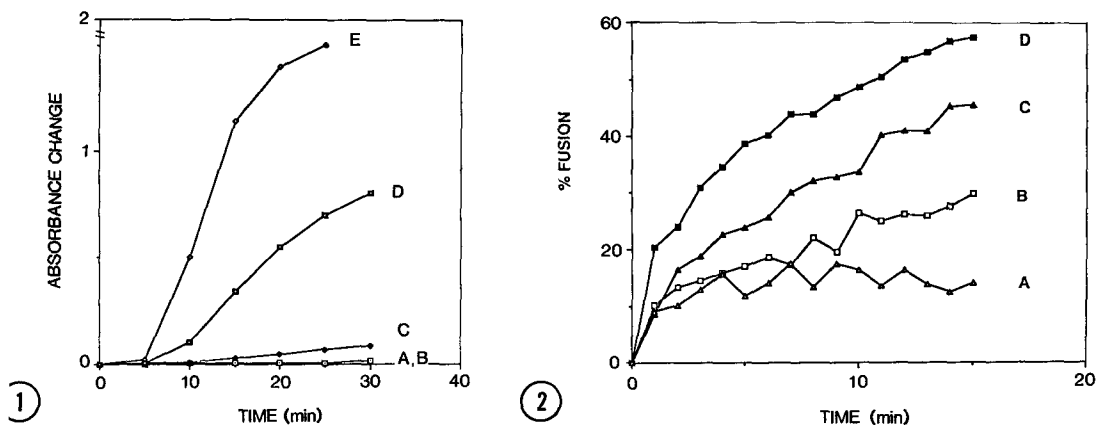 2
E
ABSORBANCE CHANGE
1
D
C
A,B
0
0 10 20 30 40
TIME (min)
1
60
D
C
40
% FUSION
B
20
A
0
0 10 20
TIME (min)
2